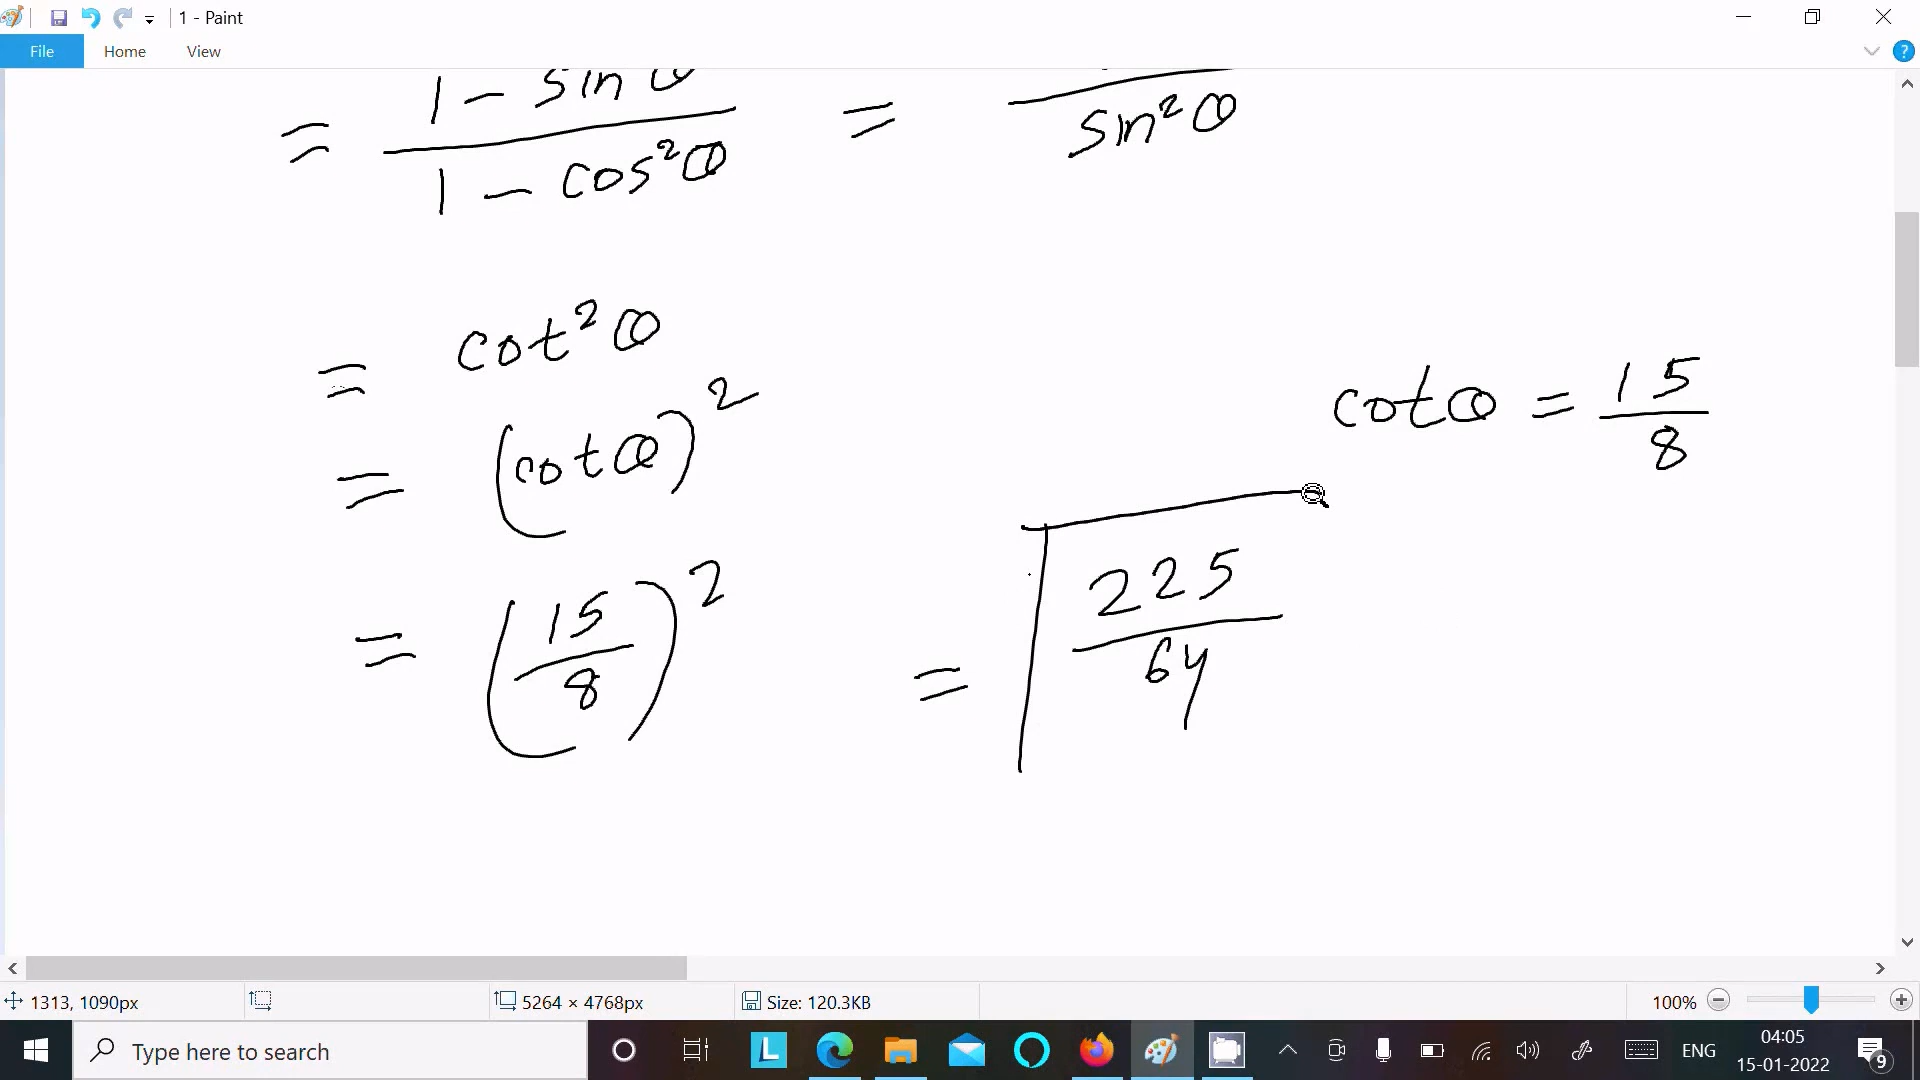 1 - Paint
File Home View
= 1 - sin θ / 1 - cos²θ = / sin²θ
= cot²θ
cotθ = 15/8
= (cotθ)²
= (15/8)² = 225/64
1313, 1090px 5264 × 4768px Size: 120.3KB 100%
Type here to search
ENG 04:05
15-01-2022
9